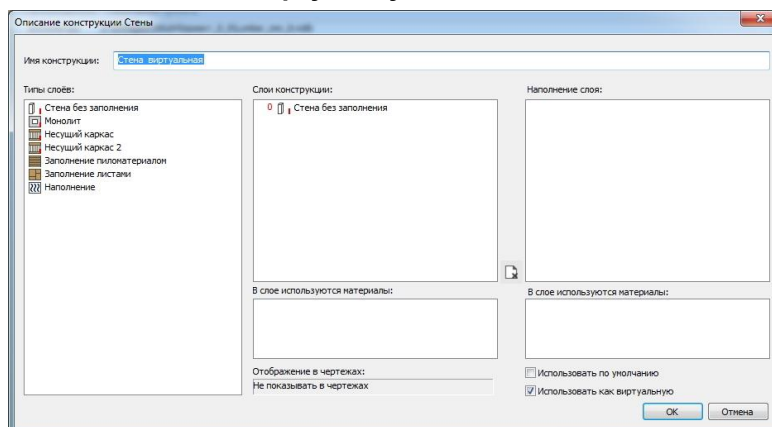 Описание конструкции Стены
Имя конструкции: Стена виртуальная
Типы слоёв:
Стена без заполнения
Монолит
Несущий каркас
Несущий каркас 2
Заполнение пиломатериалом
Заполнение листами
Наполнение
Слои конструкции:
0 Стена без заполнения
Наполнение слоя:
В слое используются материалы:
В слое используются материалы:
Отображение в чертежах:
Не показывать в чертежах
Использовать по умолчанию
Использовать как виртуальную
OK Отмена